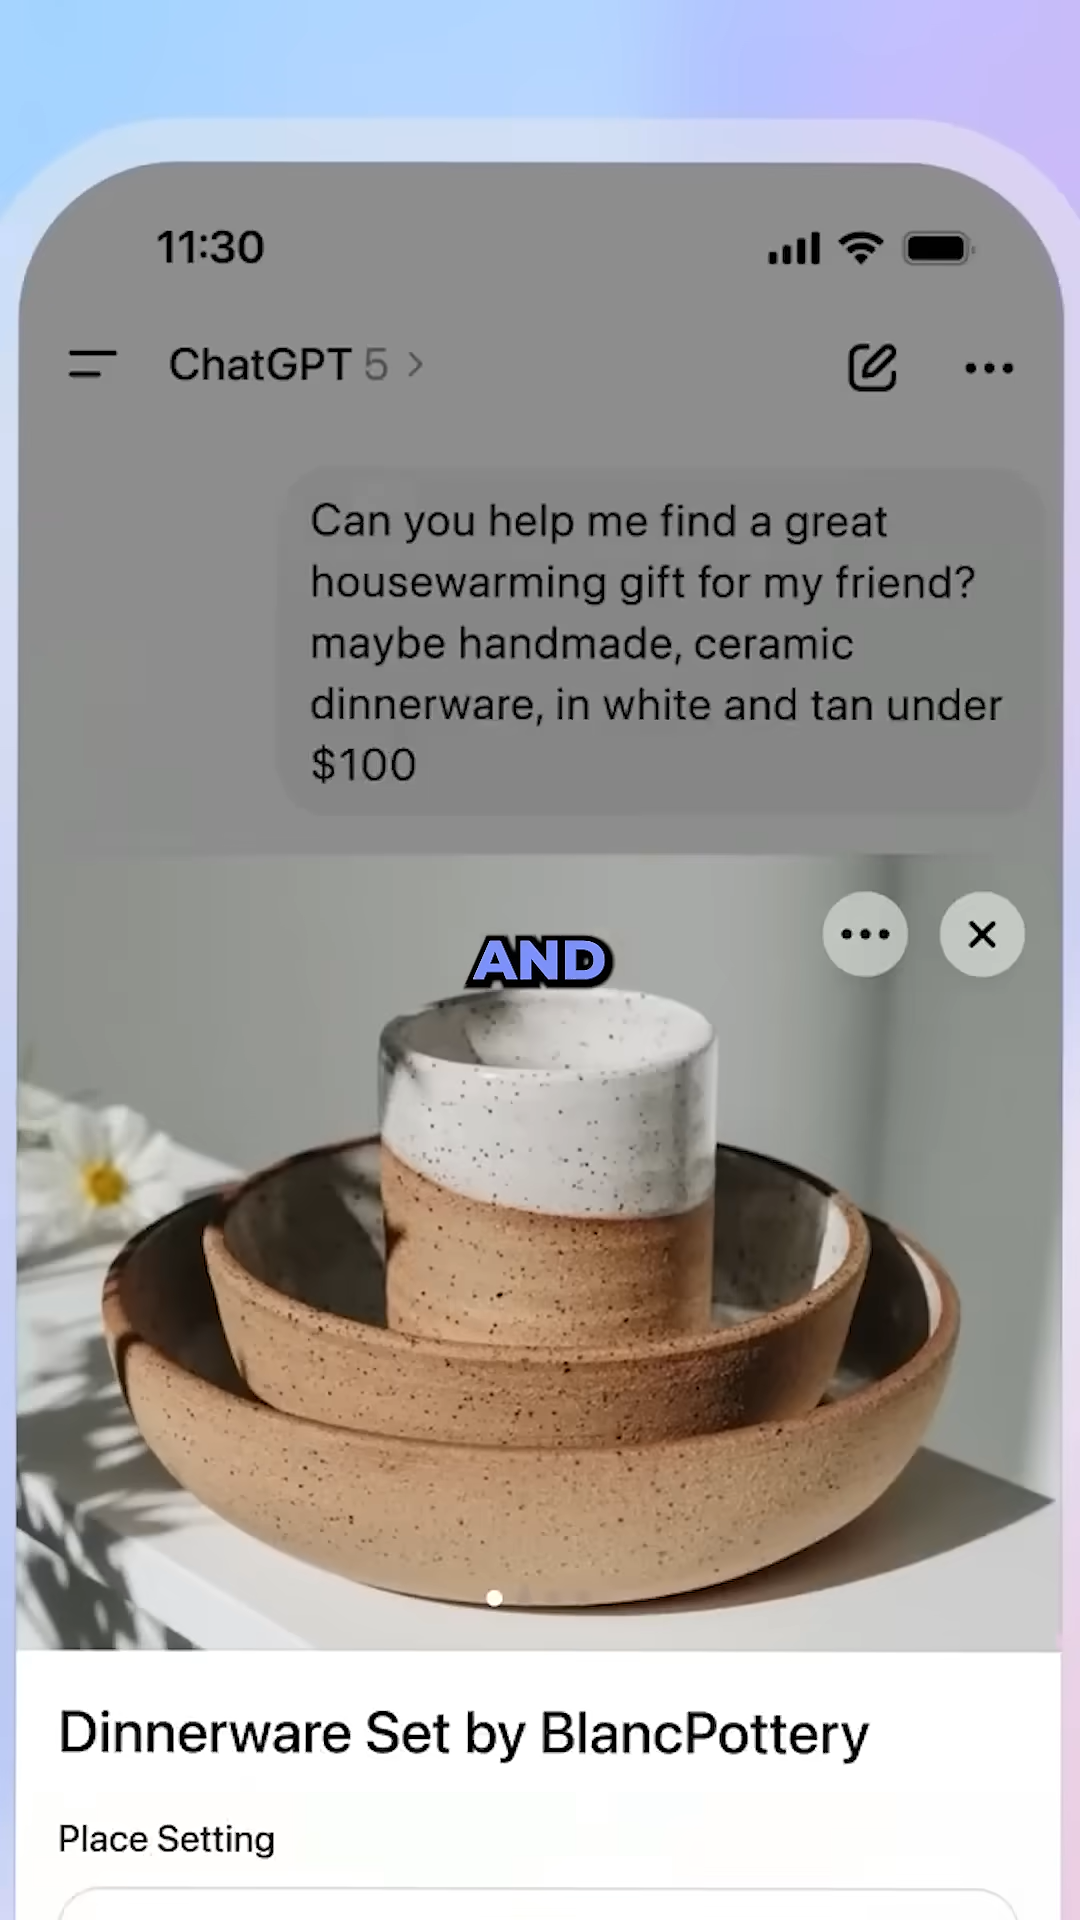 11:30
ChatGPT 5 >
Can you help me find a great
housewarming gift for my friend?
maybe handmade, ceramic
dinnerware, in white and tan under
$100
AND
Dinnerware Set by BlancPottery
Place Setting